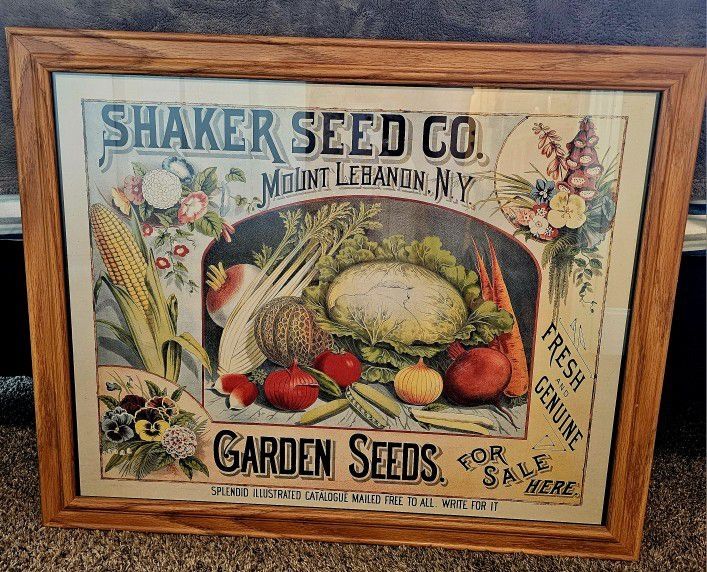 SHAKER SEED CO.
MOUNT LEBANON, N.Y.
FRESH
AND
GENUINE
GARDEN SEEDS.
FOR
SALE
HERE.
SPLENDID ILLUSTRATED CATALOGUE MAILED FREE TO ALL. WRITE FOR IT